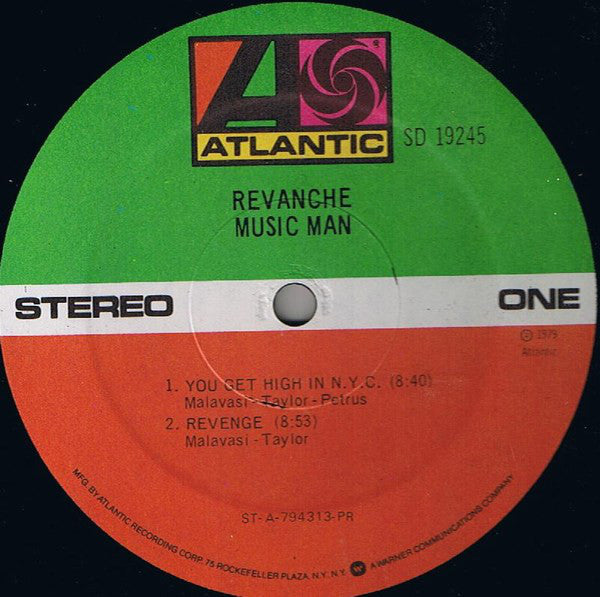 ATLANTIC
®
SD 19245
REVANCHE
MUSIC MAN
STEREO
ONE
℗ 1979
Atlantic
1. YOU GET HIGH IN N.Y.C. (8:40)
Malavasi - Taylor - Petrus
2. REVENGE (8:53)
Malavasi - Taylor
ST-A-794313-PR
MFG. BY ATLANTIC RECORDING CORP. 75 ROCKEFELLER PLAZA, N.Y. N.Y. W A WARNER COMMUNICATIONS COMPANY